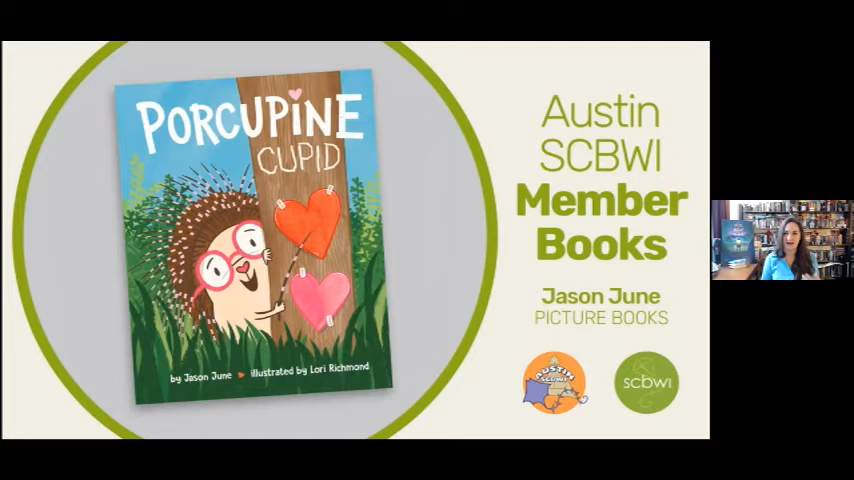 PORCUPINE
CUPID
by Jason June ▸ illustrated by Lori Richmond
Austin
SCBWI
Member
Books
Jason June
PICTURE BOOKS
AUSTIN
SCBWI
scbwi